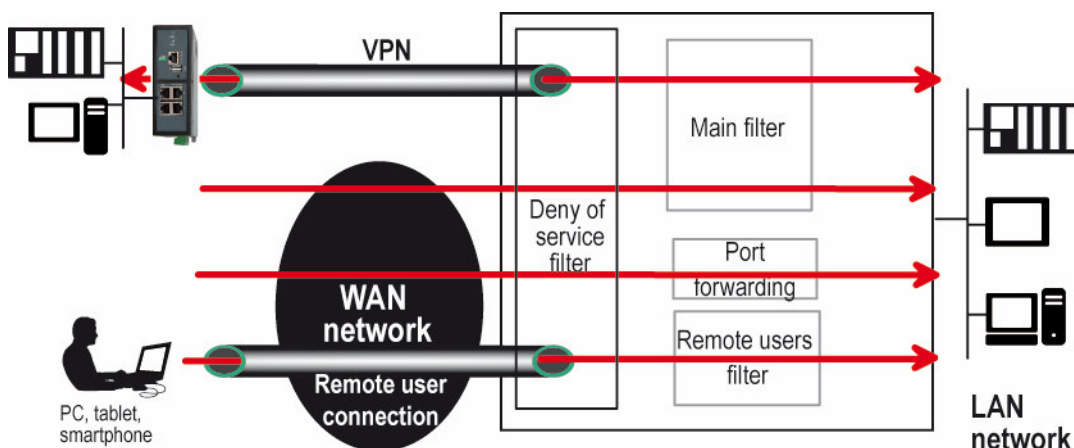 VPN
Main filter
Deny of
service
filter
Port
forwarding
WAN
network
Remote users
filter
Remote user
connection
PC, tablet,
smartphone
LAN
network